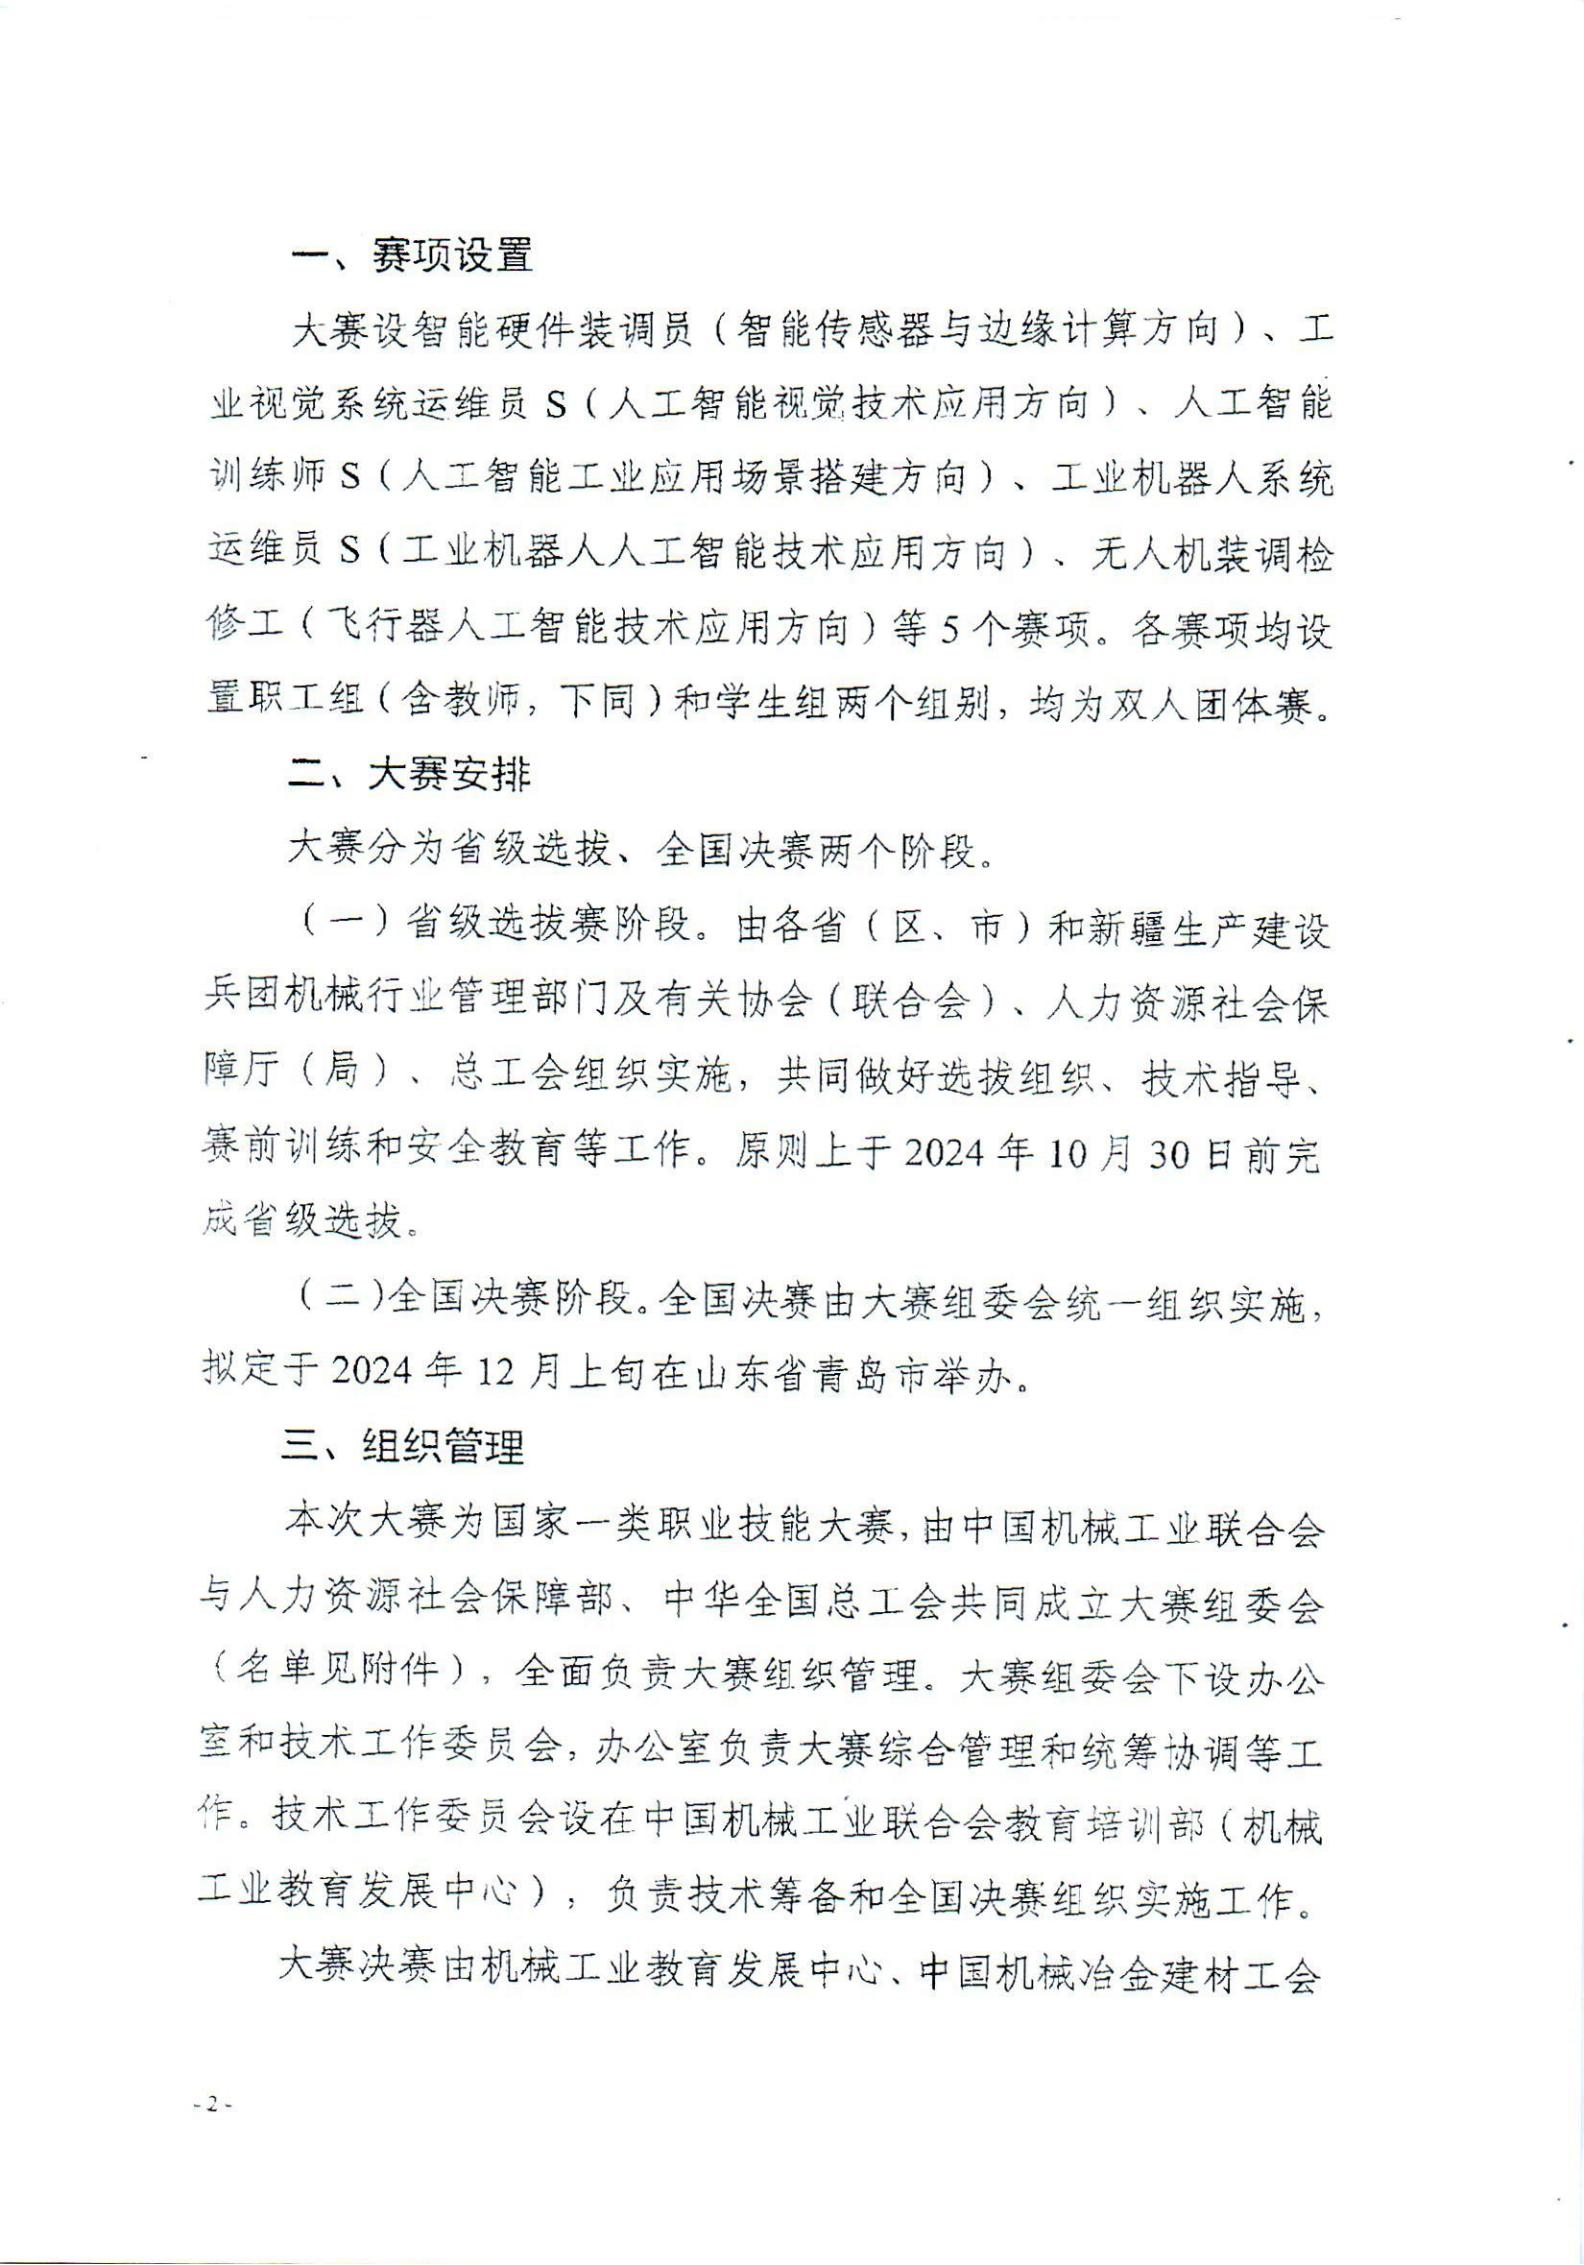 一、赛项设置
大赛设智能硬件装调员（智能传感器与边缘计算方向）、工
业视觉系统运维员 S（人工智能视觉技术应用方向）、人工智能
训练师 S（人工智能工业应用场景搭建方向）、工业机器人系统
运维员 S（工业机器人人工智能技术应用方向）、无人机装调检
修工（飞行器人工智能技术应用方向）等 5 个赛项。各赛项均设
置职工组（含教师，下同）和学生组两个组别，均为双人团体赛。
二、大赛安排
大赛分为省级选拔、全国决赛两个阶段。
（一）省级选拔赛阶段。由各省（区、市）和新疆生产建设
兵团机械行业管理部门及有关协会（联合会）、人力资源社会保
障厅（局）、总工会组织实施，共同做好选拔组织、技术指导、
赛前训练和安全教育等工作。原则上于 2024 年 10 月 30 日前完
成省级选拔。
（二）全国决赛阶段。全国决赛由大赛组委会统一组织实施，
拟定于 2024 年 12 月上旬在山东省青岛市举办。
三、组织管理
本次大赛为国家一类职业技能大赛，由中国机械工业联合会
与人力资源社会保障部、中华全国总工会共同成立大赛组委会
（名单见附件），全面负责大赛组织管理。大赛组委会下设办公
室和技术工作委员会，办公室负责大赛综合管理和统筹协调等工
作。技术工作委员会设在中国机械工业联合会教育培训部（机械
工业教育发展中心），负责技术筹备和全国决赛组织实施工作。
大赛决赛由机械工业教育发展中心、中国机械冶金建材工会
- 2 -